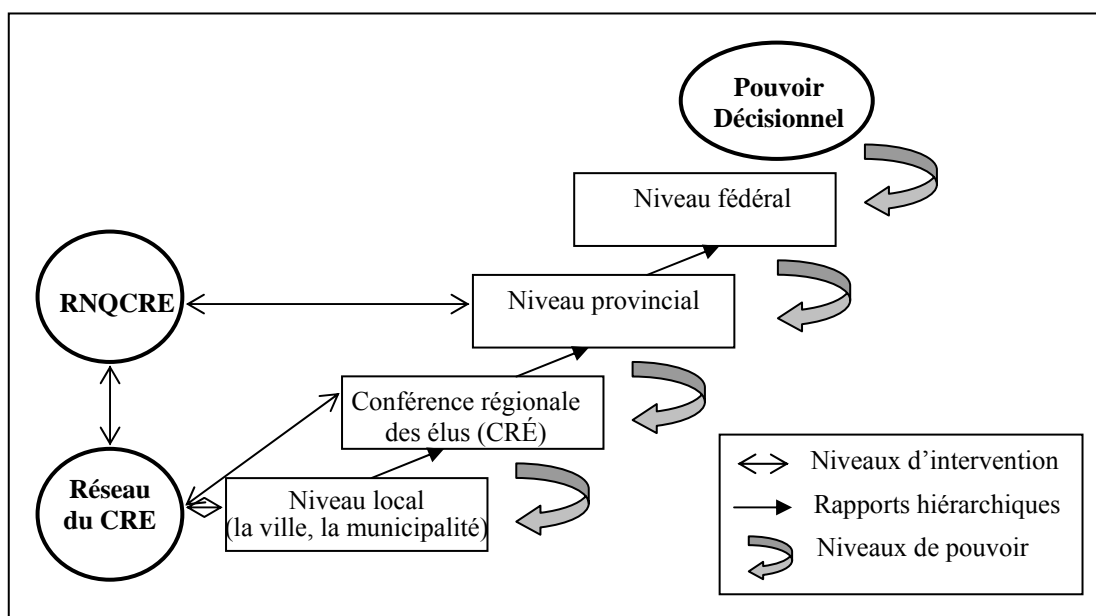 Pouvoir
Décisionnel
Niveau fédéral
RNQCRE
Niveau provincial
Conférence régionale
des élus (CRÉ)
Réseau
du CRE
Niveau local
(la ville, la municipalité)
Niveaux d’intervention
Rapports hiérarchiques
Niveaux de pouvoir